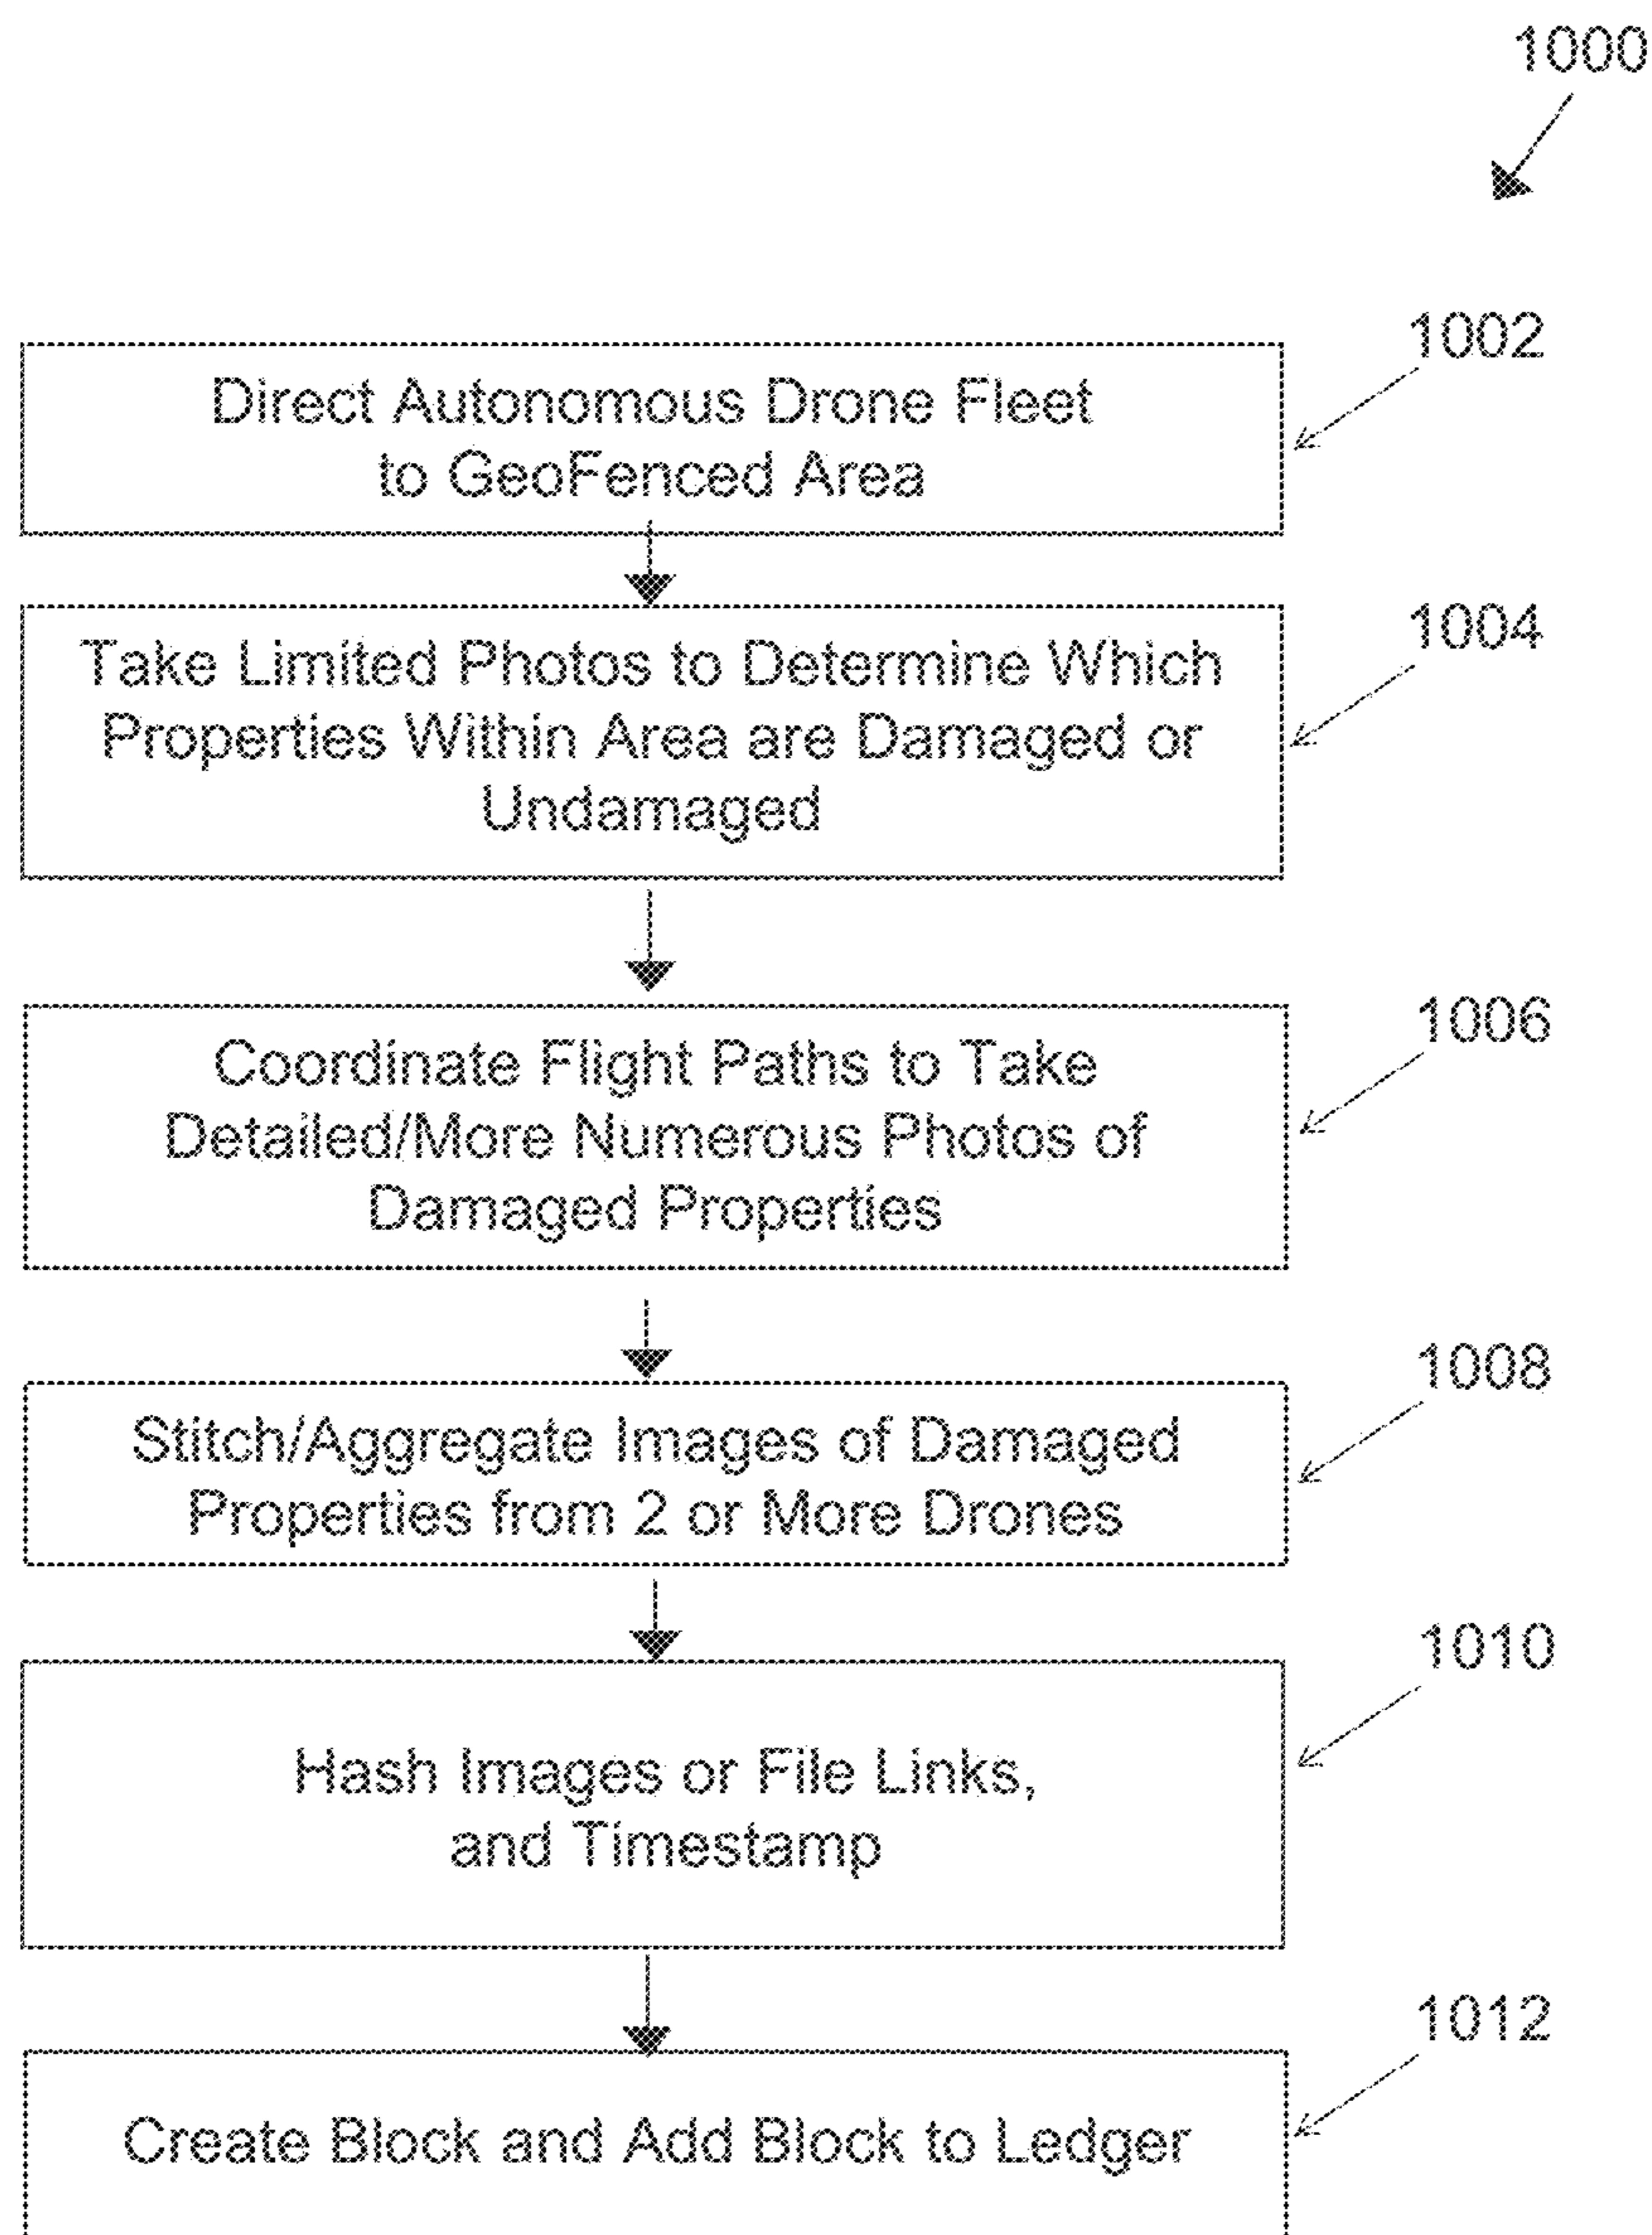 1000
1002
Direct Autonomous Drone Fleet
to GeoFenced Area
1004
Take Limited Photos to Determine Which
Properties Within Area are Damaged or
Undamaged
1006
Coordinate Flight Paths to Take
Detailed/More Numerous Photos of
Damaged Properties
1008
Stitch/Aggregate Images of Damaged
Properties from 2 or More Drones
1010
Hash Images or File Links,
and Timestamp
1012
Create Block and Add Block to Ledger